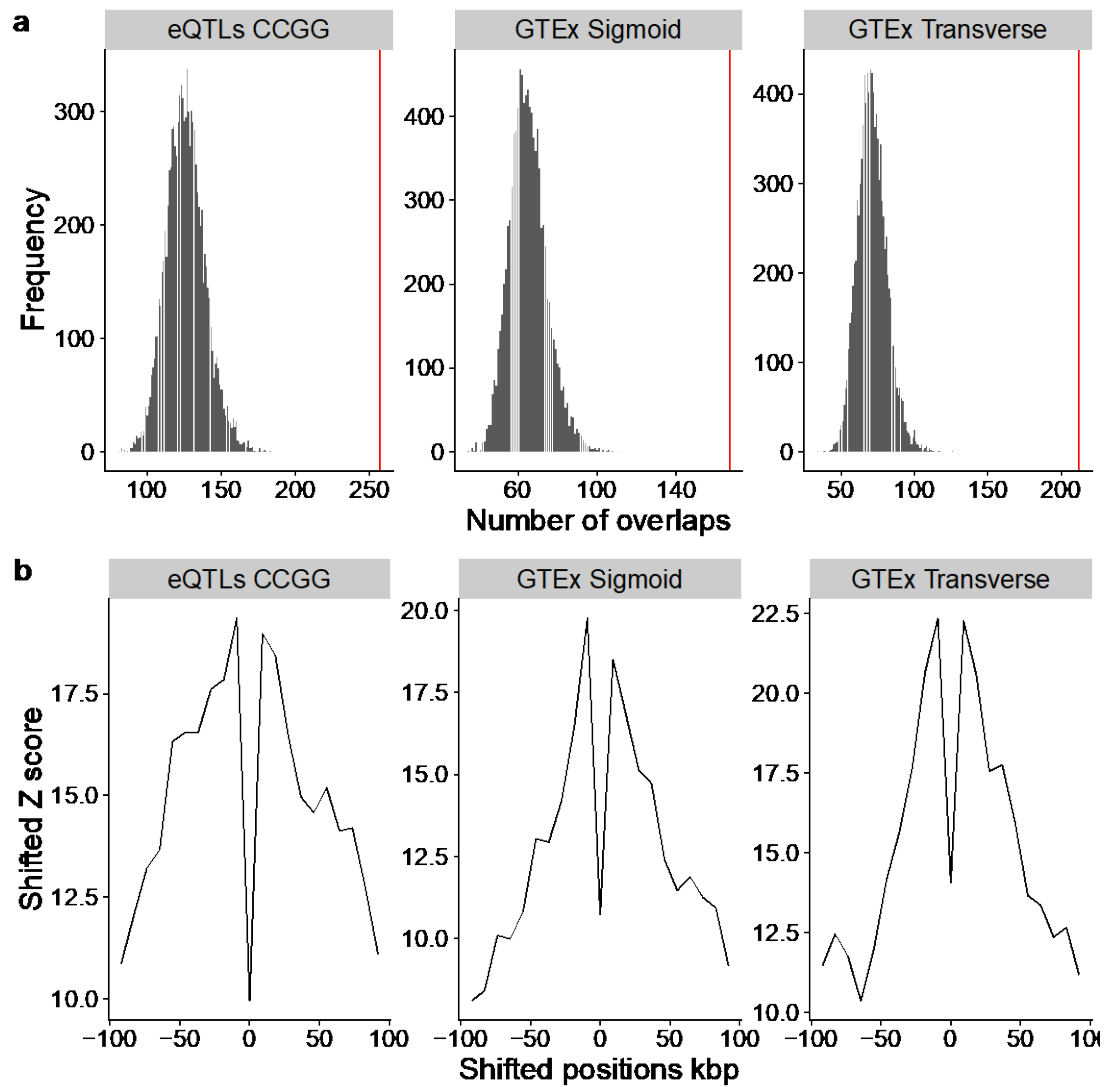 a
eQTLs CCGG
GTEx Sigmoid
GTEx Transverse
Frequency
300
200
100
0
400
300
200
100
0
400
300
200
100
0
100 150 200 250
60 100 140
50 100 150 200
Number of overlaps
b
eQTLs CCGG
GTEx Sigmoid
GTEx Transverse
Shifted Z score
17.5
15.0
12.5
10.0
20.0
17.5
15.0
12.5
10.0
22.5
20.0
17.5
15.0
12.5
10.0
−100 −50 0 50 100
−100 −50 0 50 100
−100 −50 0 50 100
Shifted positions kbp